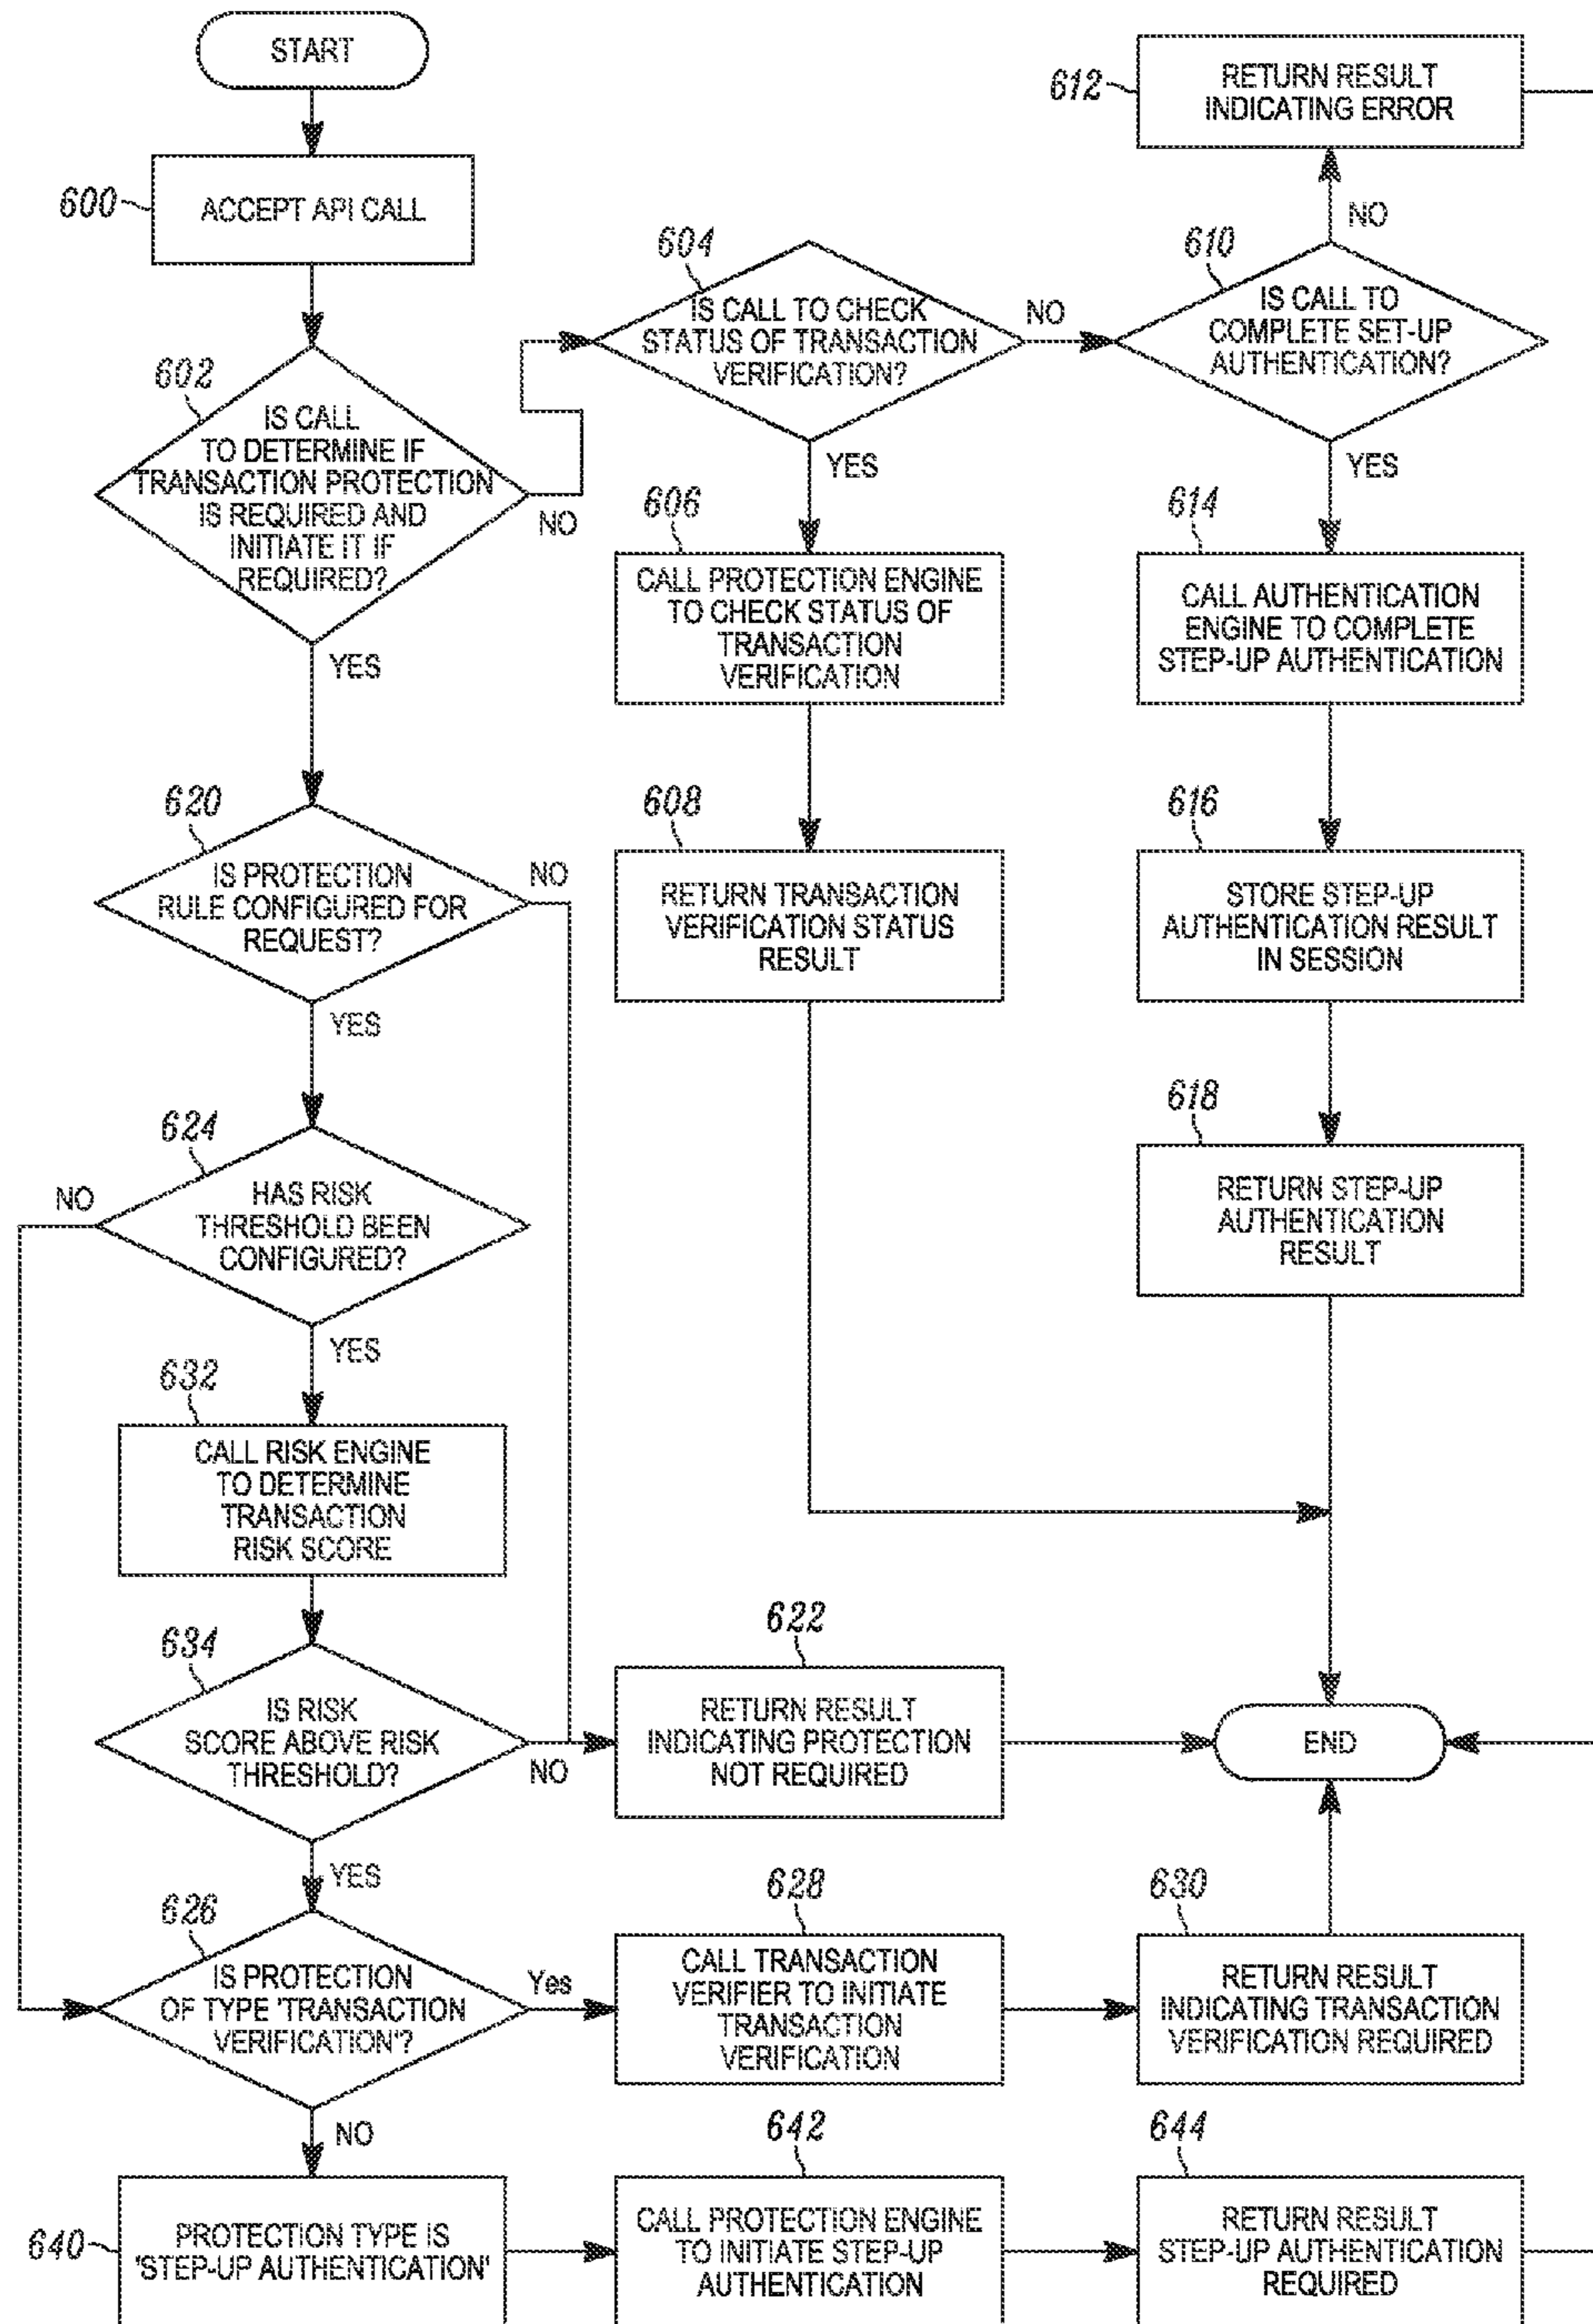 START
600
ACCEPT API CALL
602
IS CALL
TO DETERMINE IF
TRANSACTION PROTECTION
IS REQUIRED AND
INITIATE IT IF
REQUIRED?
NO
YES
604
IS CALL TO CHECK
STATUS OF TRANSACTION
VERIFICATION?
NO
YES
606
CALL PROTECTION ENGINE
TO CHECK STATUS OF
TRANSACTION
VERIFICATION
608
RETURN TRANSACTION
VERIFICATION STATUS
RESULT
610
IS CALL TO
COMPLETE SET-UP
AUTHENTICATION?
NO
YES
612
RETURN RESULT
INDICATING ERROR
614
CALL AUTHENTICATION
ENGINE TO COMPLETE
STEP-UP AUTHENTICATION
616
STORE STEP-UP
AUTHENTICATION RESULT
IN SESSION
618
RETURN STEP-UP
AUTHENTICATION
RESULT
620
IS PROTECTION
RULE CONFIGURED FOR
REQUEST?
NO
YES
624
HAS RISK
THRESHOLD BEEN
CONFIGURED?
NO
YES
632
CALL RISK ENGINE
TO DETERMINE
TRANSACTION
RISK SCORE
634
IS RISK
SCORE ABOVE RISK
THRESHOLD?
NO
YES
622
RETURN RESULT
INDICATING PROTECTION
NOT REQUIRED
END
626
IS PROTECTION
OF TYPE 'TRANSACTION
VERIFICATION'?
Yes
NO
628
CALL TRANSACTION
VERIFIER TO INITIATE
TRANSACTION
VERIFICATION
630
RETURN RESULT
INDICATING TRANSACTION
VERIFICATION REQUIRED
640
PROTECTION TYPE IS
'STEP-UP AUTHENTICATION'
642
CALL PROTECTION ENGINE
TO INITIATE STEP-UP
AUTHENTICATION
644
RETURN RESULT
STEP-UP AUTHENTICATION
REQUIRED